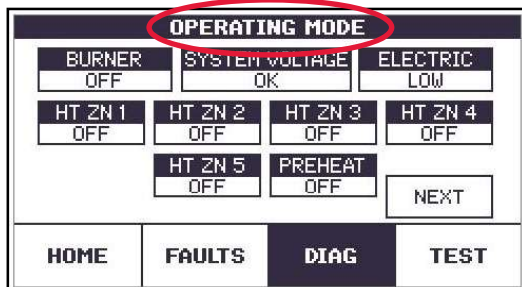 OPERATING MODE
BURNER SYSTEM VOLTAGE ELECTRIC
OFF OK LOW
HT ZN 1 HT ZN 2 HT ZN 3 HT ZN 4
OFF OFF OFF OFF
HT ZN 5 PREHEAT
OFF OFF
NEXT
HOME FAULTS DIAG TEST